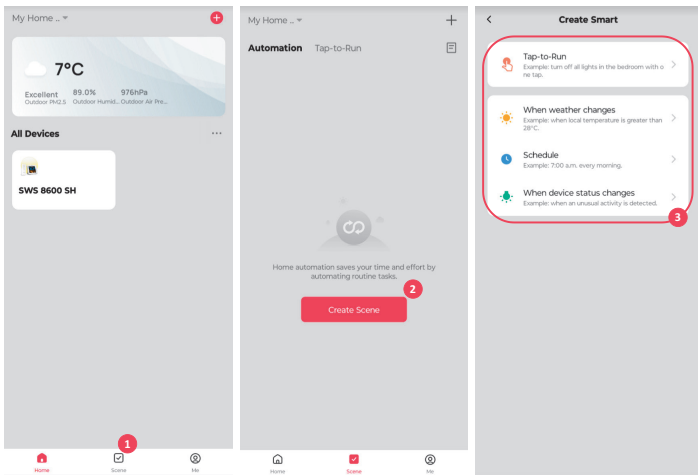 My Home ..
7°C
Excellent 89.0% 976hPa
Outdoor PM2.5 Outdoor Humid... Outdoor Air Pre...
All Devices
SWS 8600 SH
1
Home Scene Me
My Home ..
Automation Tap-to-Run
Home automation saves your time and effort by
automating routine tasks.
2
Create Scene
Home Scene Me
Create Smart
Tap-to-Run
Example: turn off all lights in the bedroom with o
ne tap.
When weather changes
Example: when local temperature is greater than
28°C.
Schedule
Example: 7:00 a.m. every morning.
When device status changes
Example: when an unusual activity is detected.
3